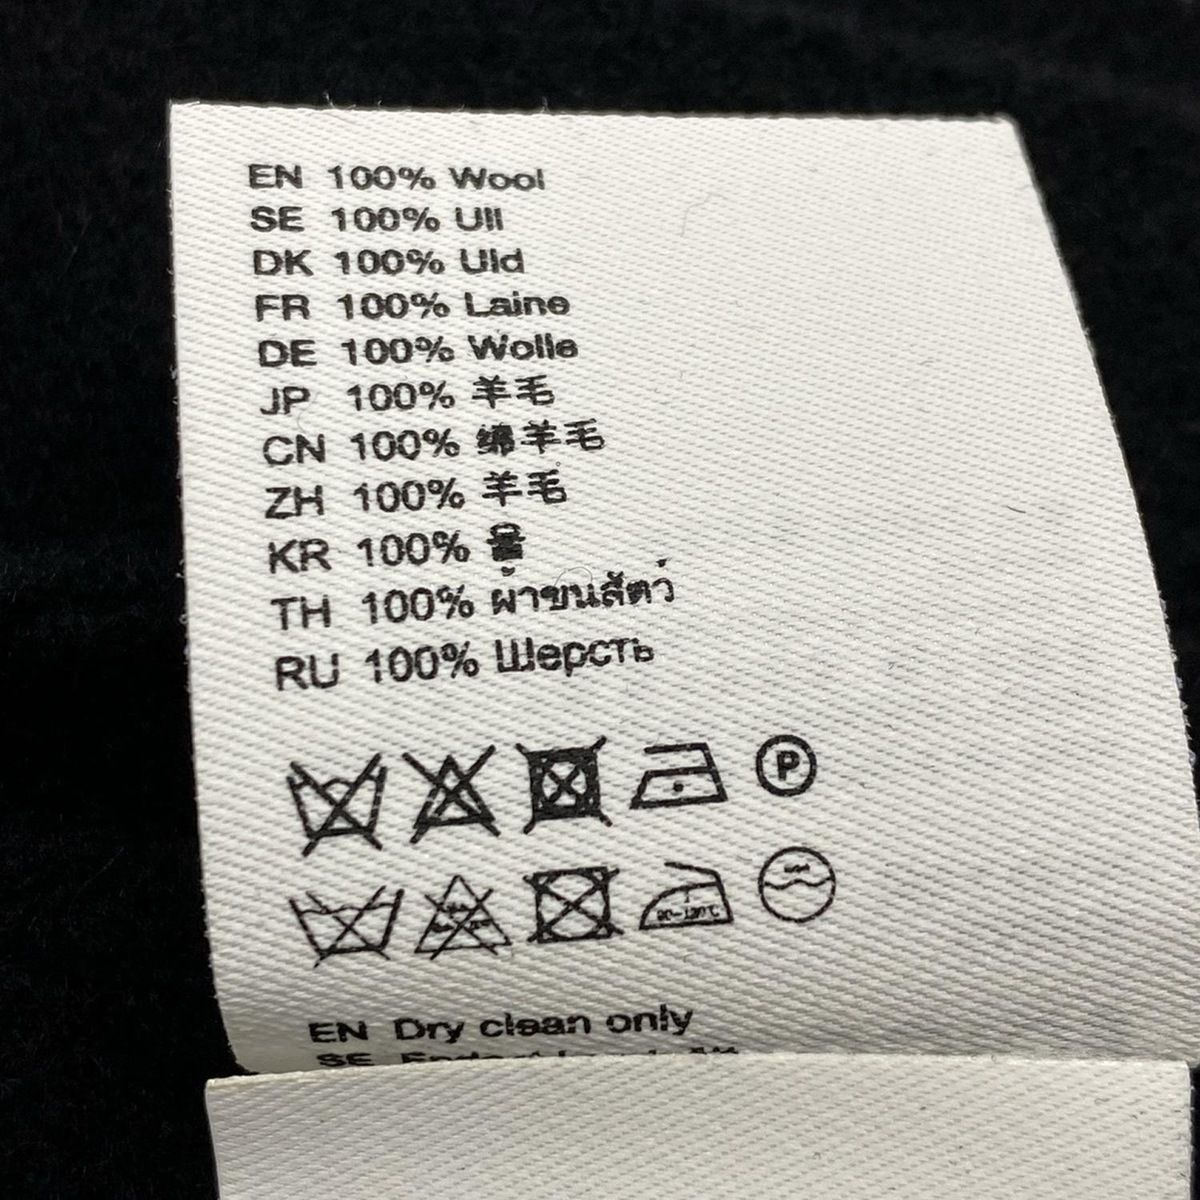 EN 100% Wool
SE 100% Ull
DK 100% Uld
FR 100% Laine
DE 100% Wolle
JP 100% 羊毛
CN 100% 绵羊毛
ZH 100% 羊毛
KR 100% 울
TH 100% ผ้าขนสัตว์
RU 100% Шерсть
P
EN Dry clean only
SE